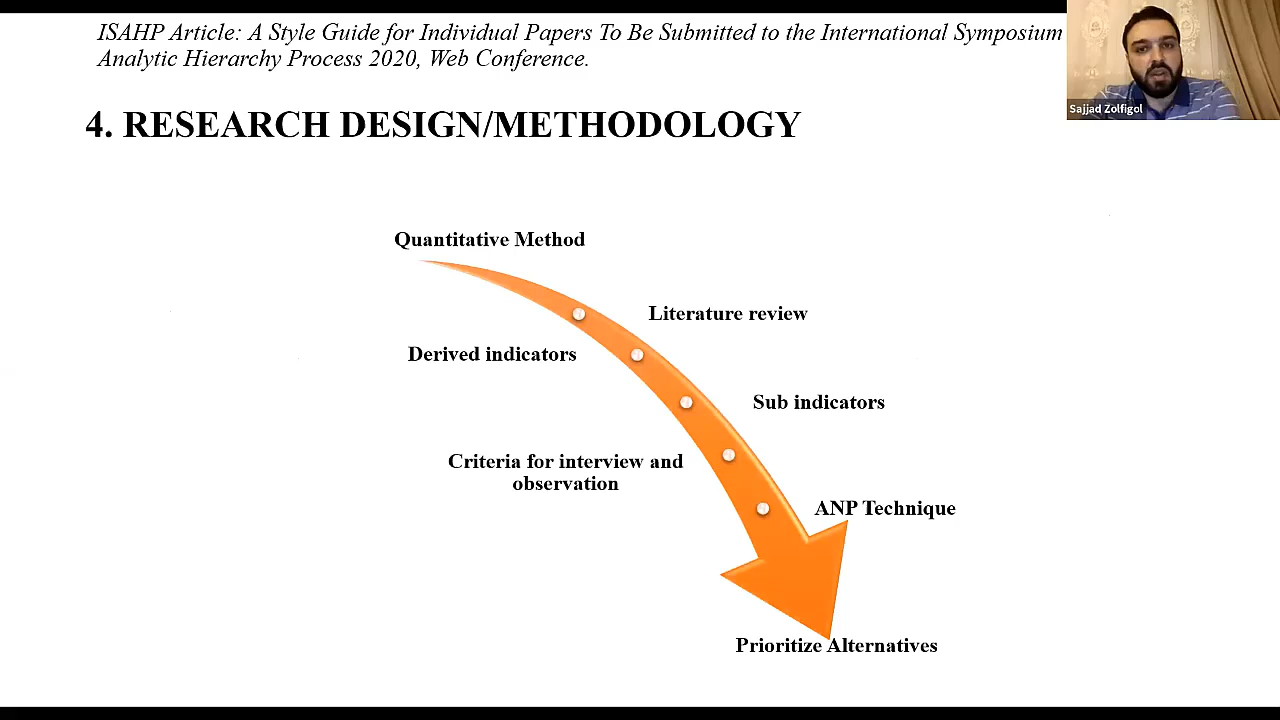 ISAHP Article: A Style Guide for Individual Papers To Be Submitted to the International Symposium
Analytic Hierarchy Process 2020, Web Conference.
Sajjad Zolfigol
4. RESEARCH DESIGN/METHODOLOGY
Quantitative Method
Literature review
Derived indicators
Sub indicators
Criteria for interview and
observation
ANP Technique
Prioritize Alternatives